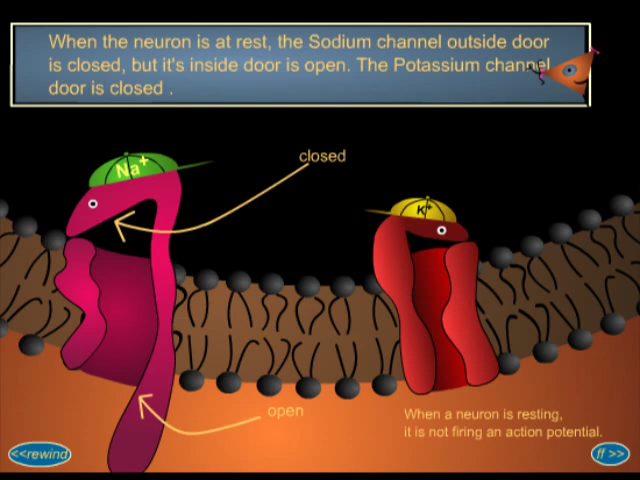 When the neuron is at rest, the Sodium channel outside door
is closed, but it's inside door is open. The Potassium channel
door is closed .
closed
Na+
K+
open
When a neuron is resting,
it is not firing an action potential.
<<rewind
ff >>